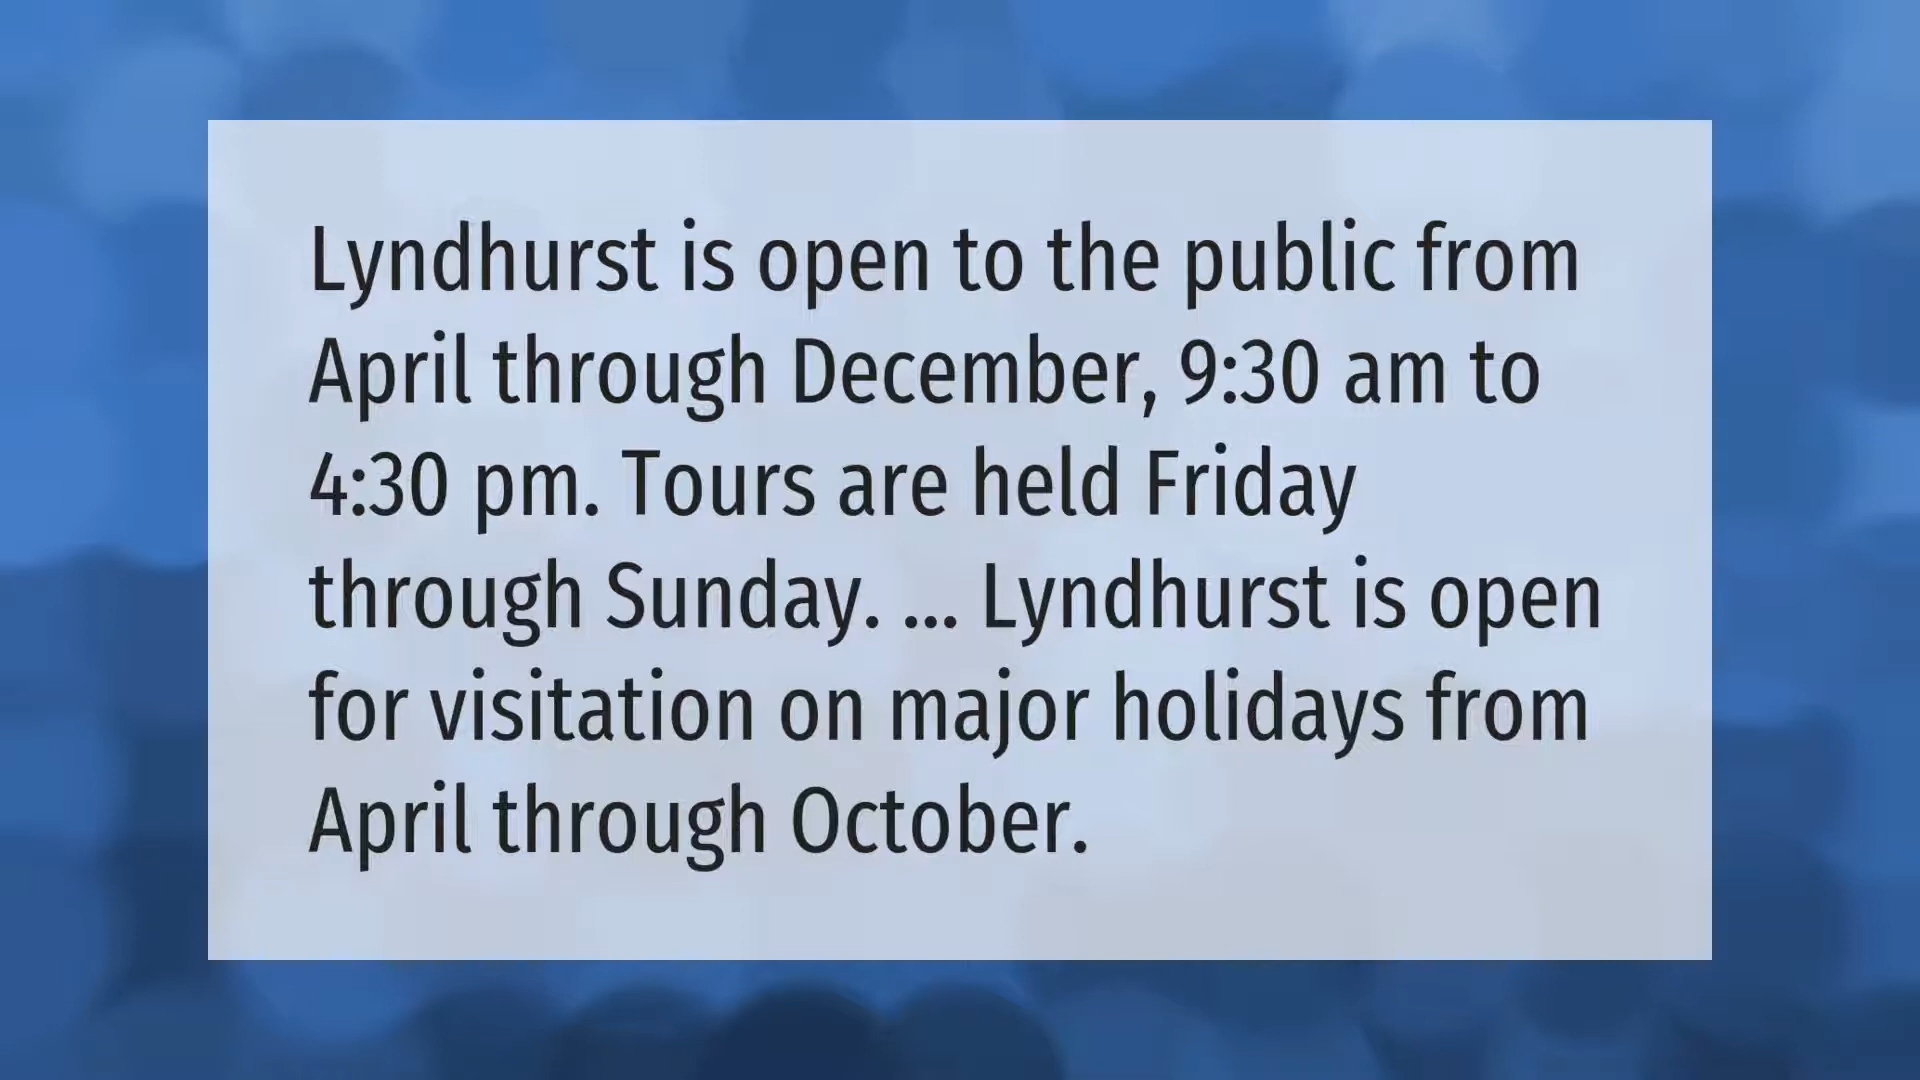 Lyndhurst is open to the public from
April through December, 9:30 am to
4:30 pm. Tours are held Friday
through Sunday. ... Lyndhurst is open
for visitation on major holidays from
April through October.